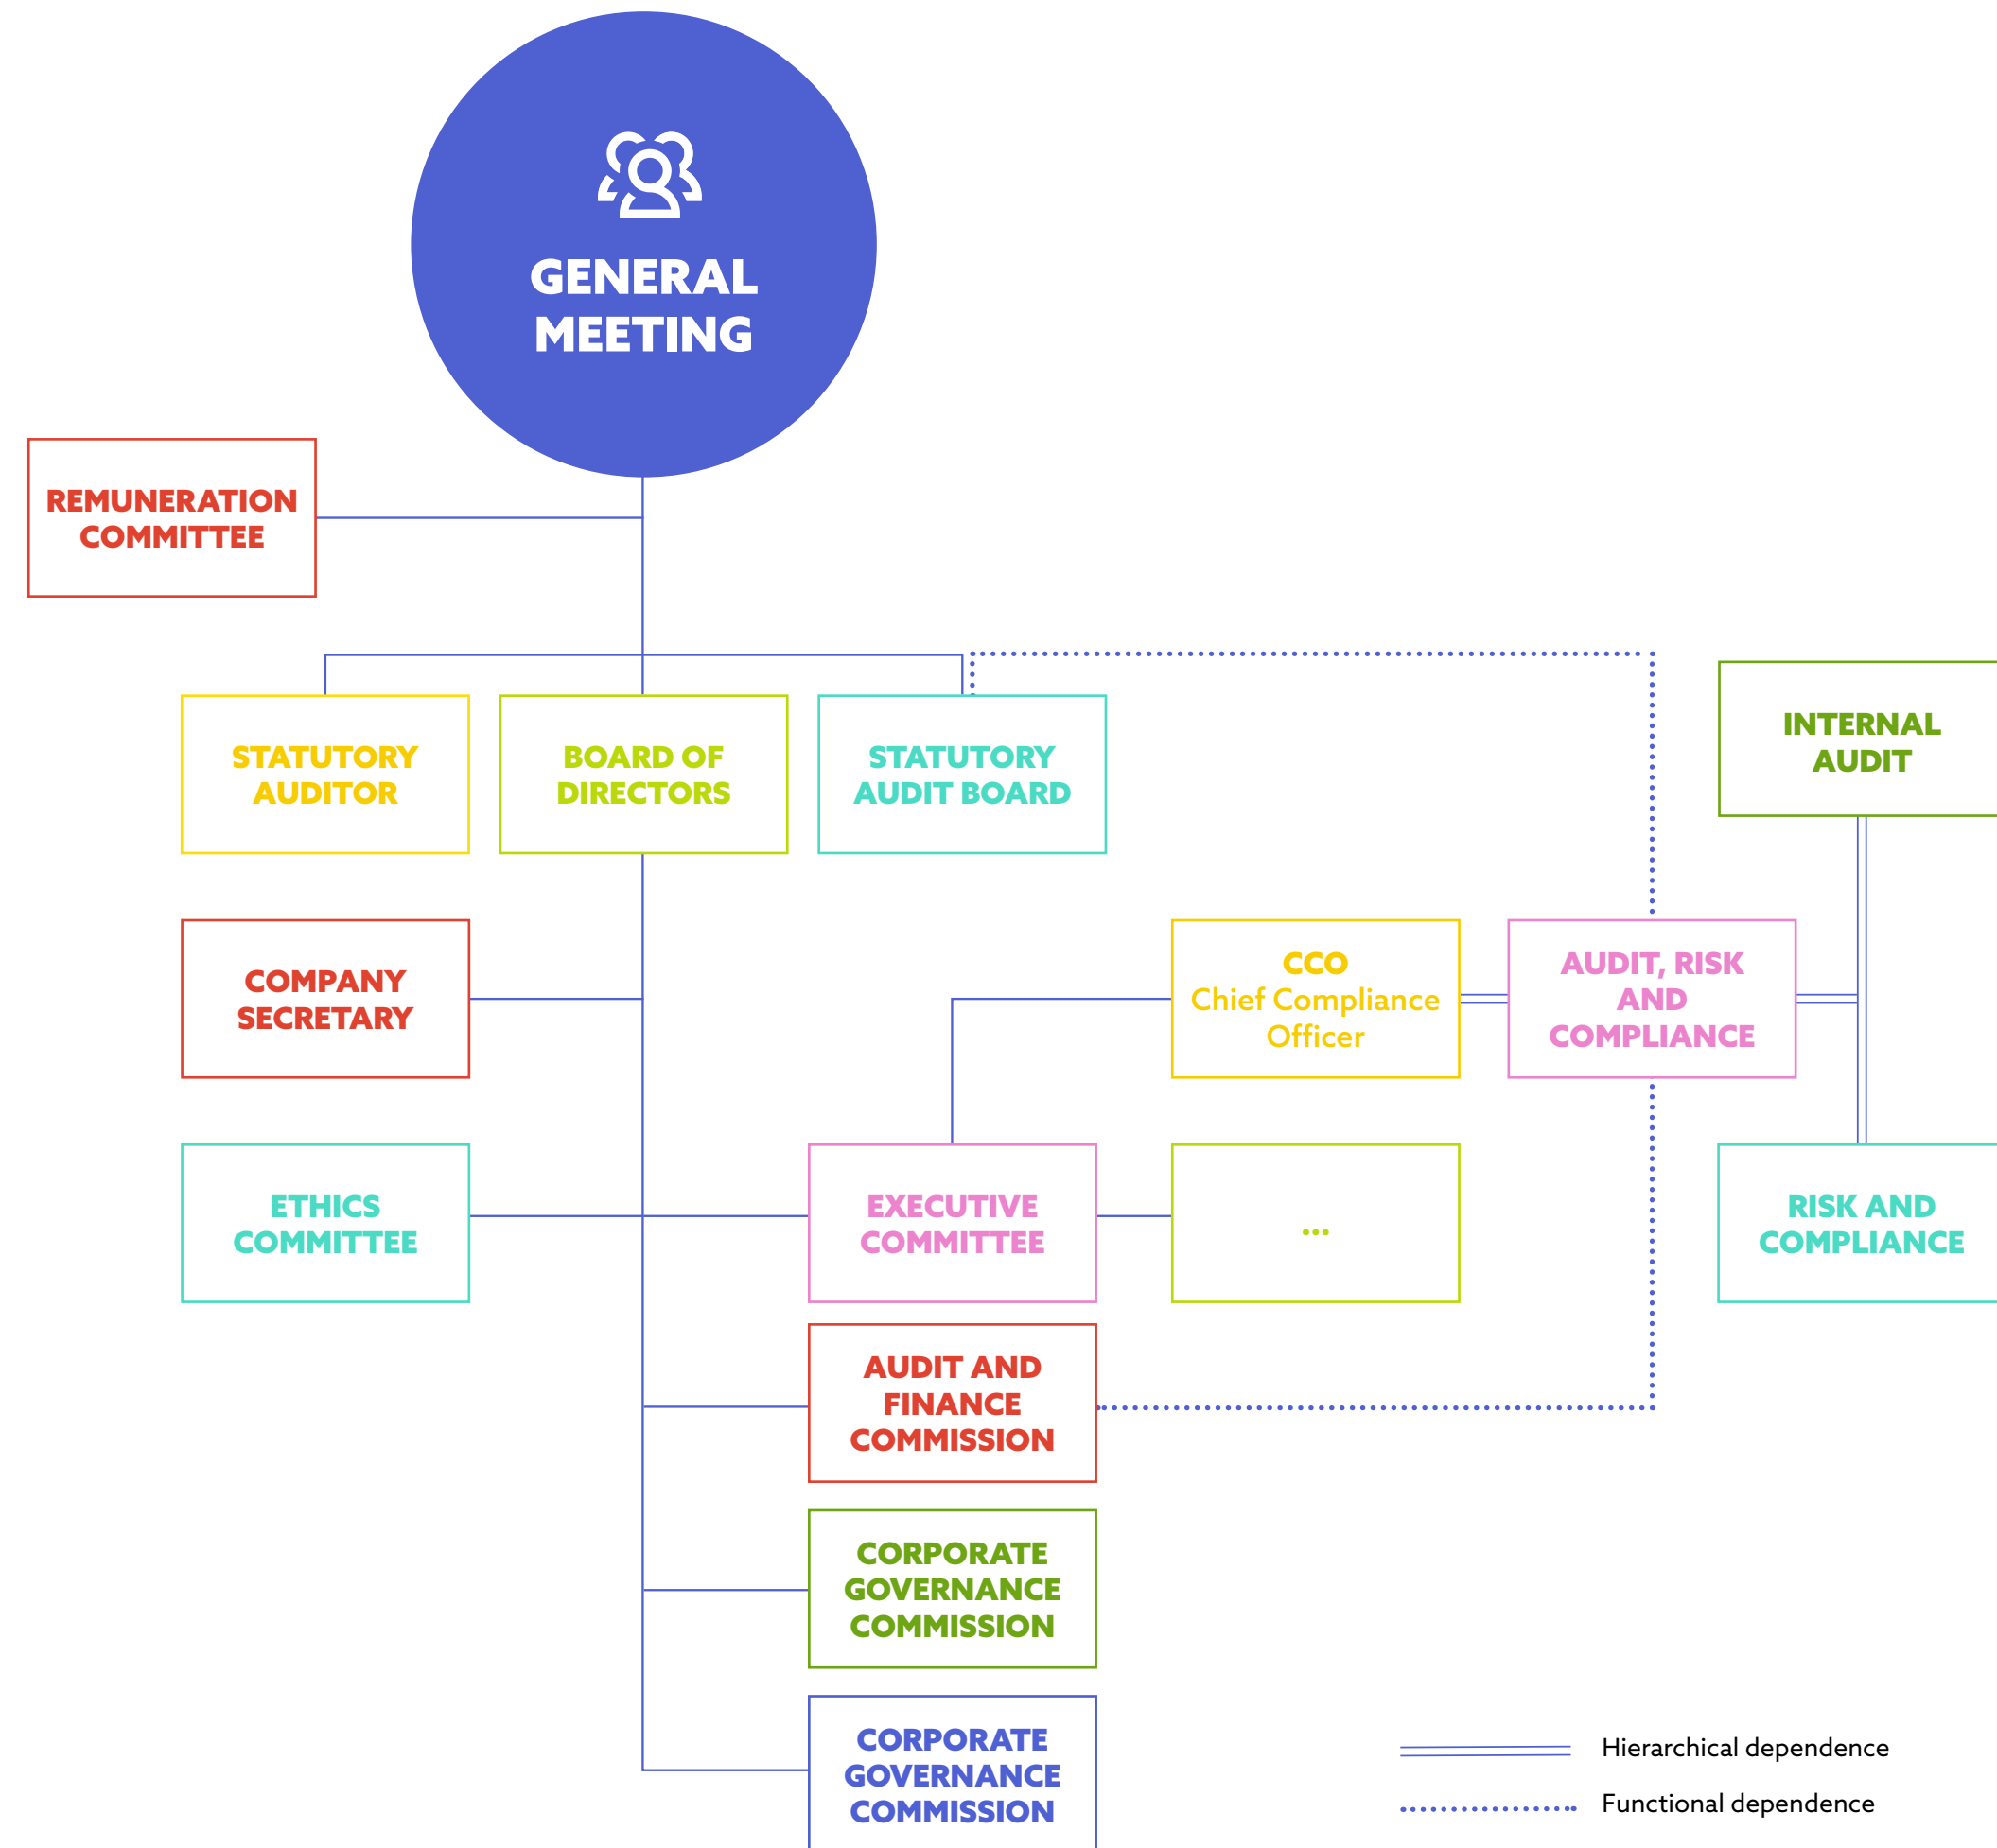 GENERAL
MEETING
REMUNERATION
COMMITTEE
STATUTORY
AUDITOR
BOARD OF
DIRECTORS
STATUTORY
AUDIT BOARD
INTERNAL
AUDIT
COMPANY
SECRETARY
CCO
Chief Compliance
Officer
AUDIT, RISK
AND
COMPLIANCE
ETHICS
COMMITTEE
EXECUTIVE
COMMITTEE
...
RISK AND
COMPLIANCE
AUDIT AND
FINANCE
COMMISSION
CORPORATE
GOVERNANCE
COMMISSION
CORPORATE
GOVERNANCE
COMMISSION
Hierarchical dependence
Functional dependence